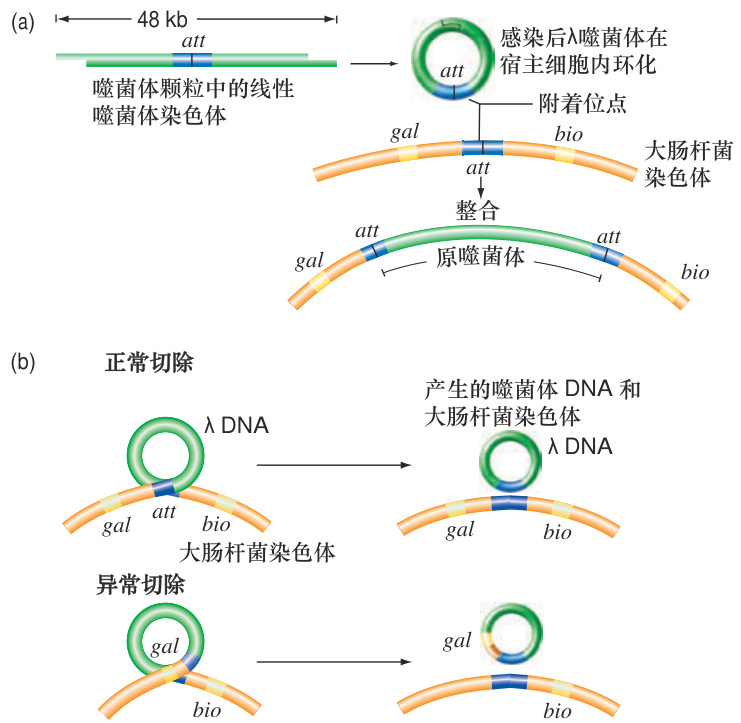 (a)
48 kb
att
噬菌体颗粒中的线性
噬菌体染色体
att
感染后λ噬菌体在
宿主细胞内环化
附着位点
gal
bio
att
大肠杆菌
染色体
整合
gal
att
att
bio
原噬菌体
(b)
正常切除
λ DNA
gal
att
bio
大肠杆菌染色体
产生的噬菌体 DNA 和
大肠杆菌染色体
λ DNA
gal
bio
异常切除
gal
bio
gal
bio